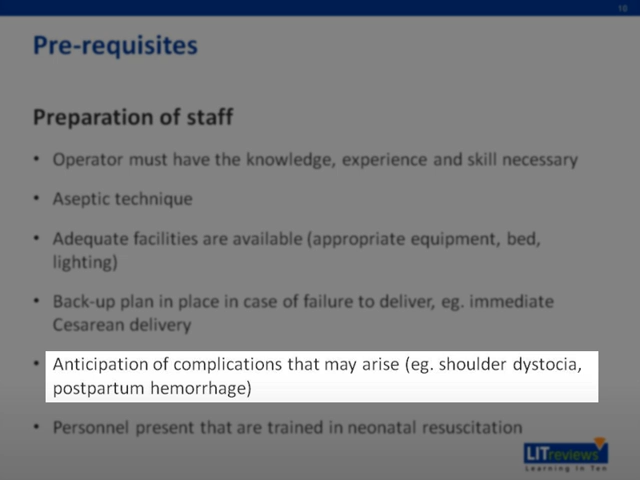 10
Pre-requisites
Preparation of staff
• Operator must have the knowledge, experience and skill necessary
• Aseptic technique
• Adequate facilities are available (appropriate equipment, bed,
lighting)
• Back-up plan in place in case of failure to deliver, eg. immediate
Cesarean delivery
• Anticipation of complications that may arise (eg. shoulder dystocia,
postpartum hemorrhage)
• Personnel present that are trained in neonatal resuscitation
LITreviews
Learning In Ten